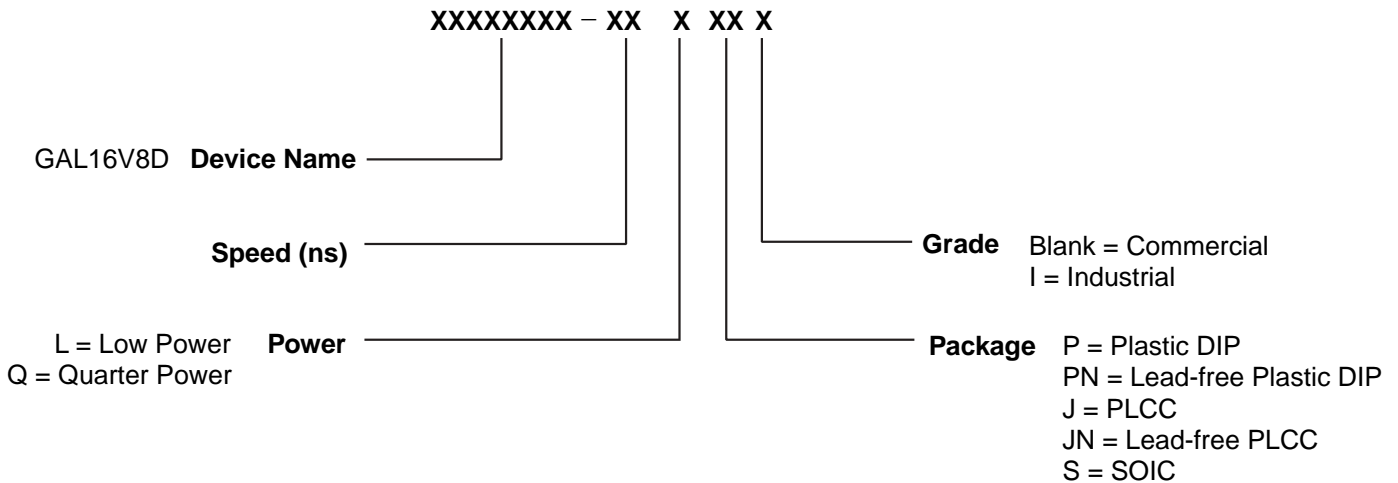 XXXXXXXX – XX X XX X
GAL16V8D Device Name
Speed (ns)
Grade Blank = Commercial
I = Industrial
L = Low Power Power
Q = Quarter Power
Package P = Plastic DIP
PN = Lead-free Plastic DIP
J = PLCC
JN = Lead-free PLCC
S = SOIC